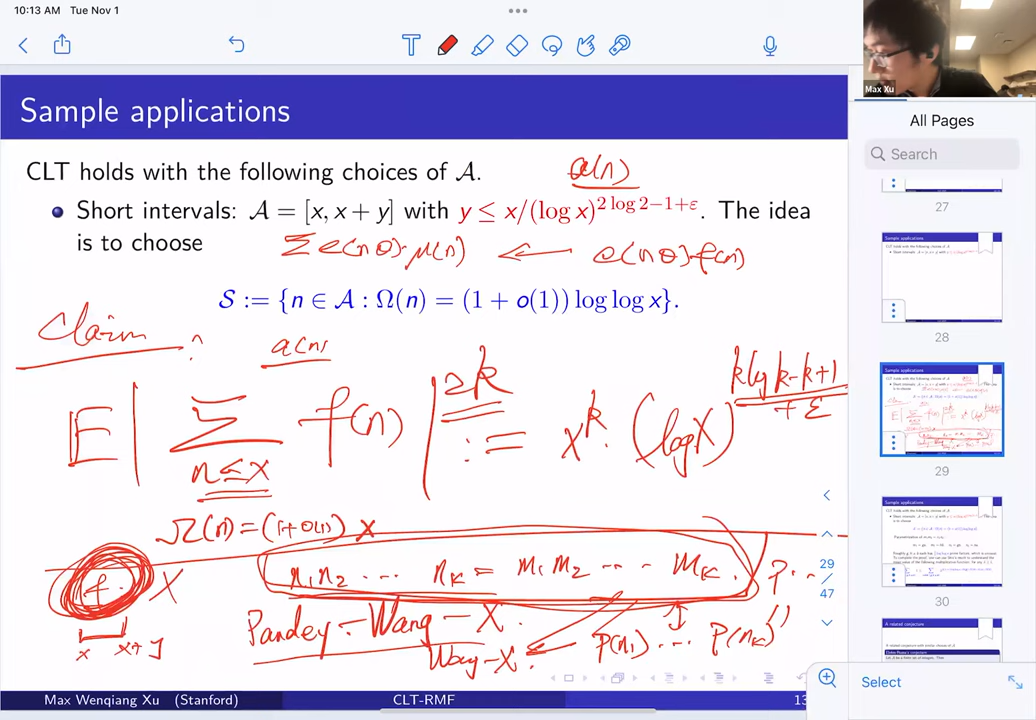 10:13 AM Tue Nov 1
Max Xu
Sample applications
All Pages
Search
CLT holds with the following choices of 𝒜.
a(n)
Short intervals: 𝒜 = [x, x + y] with y ≤ x/(log x)^{2 log 2−1+ε}. The idea
is to choose
Σ e(nθ)·μ(n) ← e(nθ) f(n)
𝒮 := {n ∈ 𝒜 : Ω(n) = (1 + o(1)) log log x}.
Claim :
a(n)
E | Σ_{n≤x} f(n) |^{2k} := x^k · (log x)^{k log k−k+1+ε}
Ω(n) = (1+o(1)) x
f X
n₁n₂ ... n_k = m₁m₂ ... m_k .
x x+y
Pandey – Wang – X.
Wang – X.
P(n₁) ... P(n_k)
27
28
29
30
29
/
47
Max Wenqiang Xu (Stanford)
CLT-RMF
13
Select